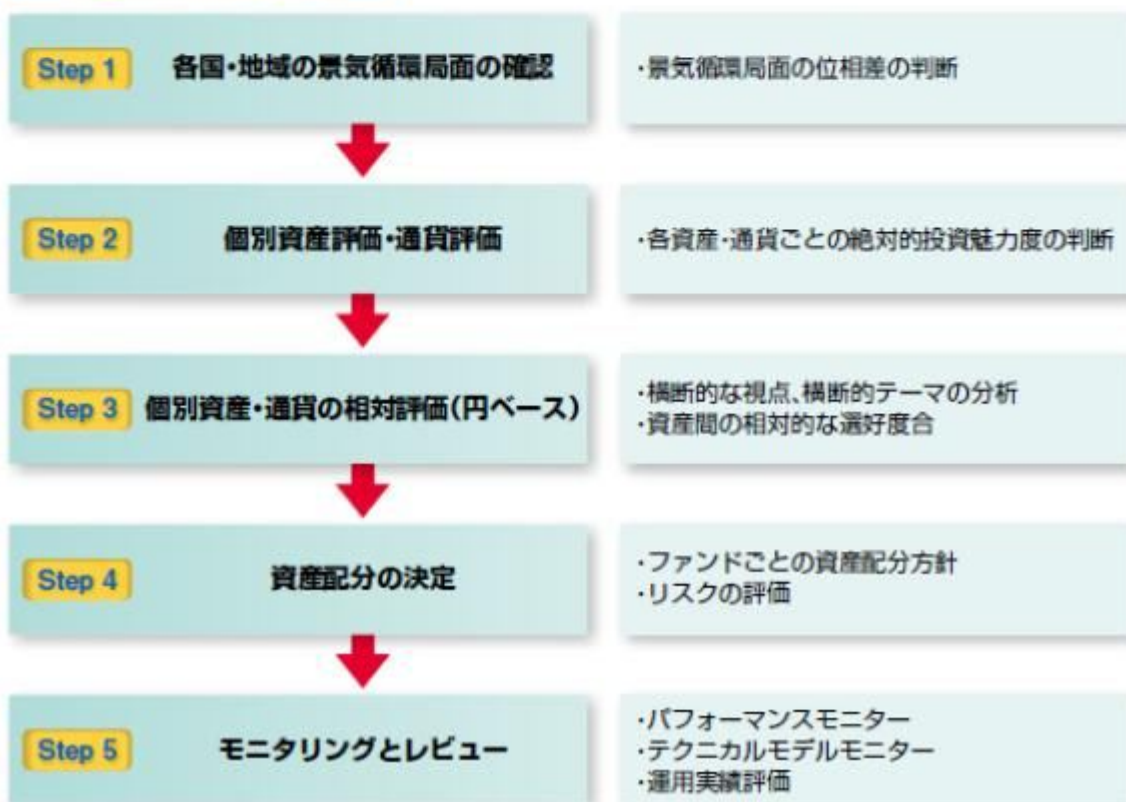 Step 1 各国・地域の景気循環局面の確認
・景気循環局面の位相差の判断
Step 2 個別資産評価・通貨評価
・各資産・通貨ごとの絶対的投資魅力度の判断
Step 3 個別資産・通貨の相対評価(円ベース)
・横断的な視点、横断的テーマの分析
・資産間の相対的な選好度合
Step 4 資産配分の決定
・ファンドごとの資産配分方針
・リスクの評価
Step 5 モニタリングとレビュー
・パフォーマンスモニター
・テクニカルモデルモニター
・運用実績評価